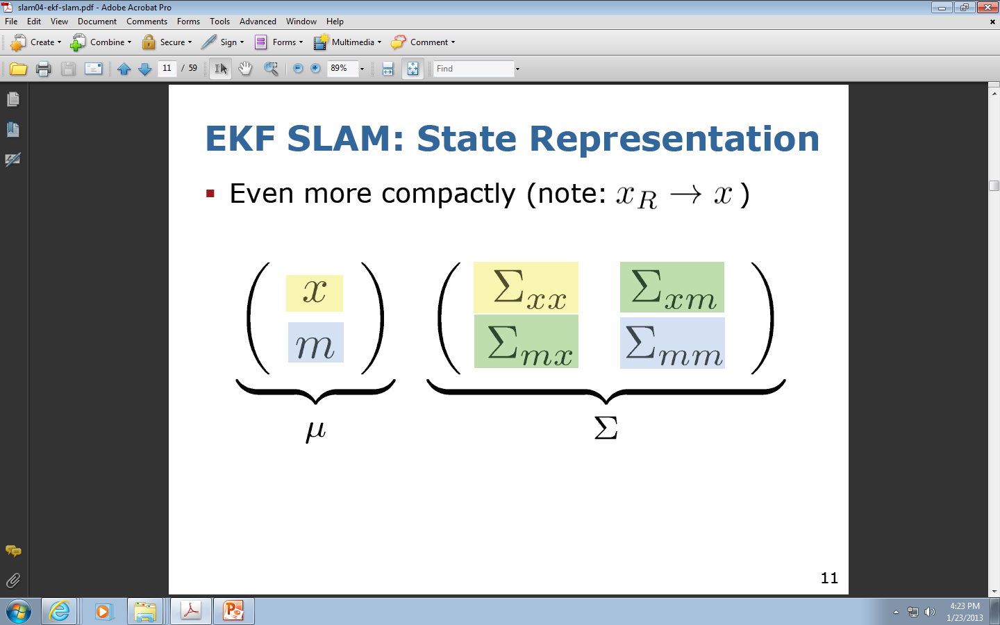 slam04-ekf-slam.pdf - Adobe Acrobat Pro
File Edit View Document Comments Forms Tools Advanced Window Help
Create Combine Secure Sign Forms Multimedia Comment
11 / 59 89% Find
EKF SLAM: State Representation
Even more compactly (note: x_R → x )
( x ) ( Σ_xx Σ_xm )
( m ) ( Σ_mx Σ_mm )
μ Σ
11
4:23 PM
1/23/2013